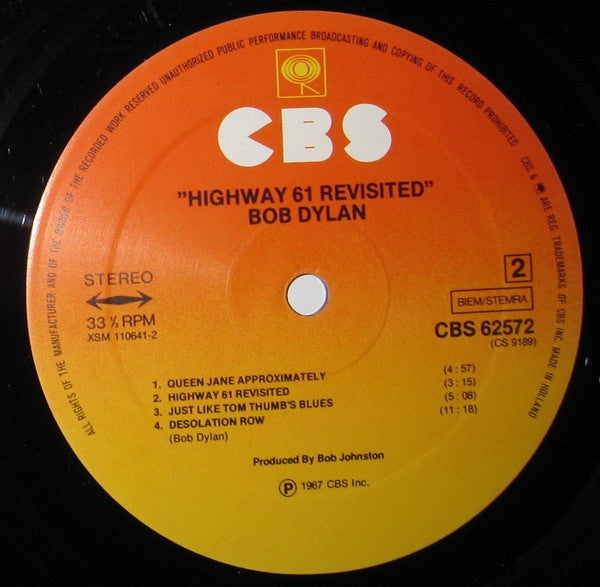 ALL RIGHTS OF THE MANUFACTURER AND OF THE OWNER OF THE RECORDED WORK RESERVED UNAUTHORIZED PUBLIC PERFORMANCE BROADCASTING AND COPYING OF THIS RECORD PROHIBITED
CBS & ARE REG. TRADEMARKS OF CBS INC. MADE IN HOLLAND
CBS
"HIGHWAY 61 REVISITED"
BOB DYLAN
STEREO
33 ⅓ RPM
XSM 110641-2
2
BIEM/STEMRA
CBS 62572
(CS 9189)
1. QUEEN JANE APPROXIMATELY (4 : 57)
2. HIGHWAY 61 REVISITED (3 : 15)
3. JUST LIKE TOM THUMB'S BLUES (5 : 08)
4. DESOLATION ROW (11 : 18)
(Bob Dylan)
Produced By Bob Johnston
Ⓟ 1967 CBS Inc.